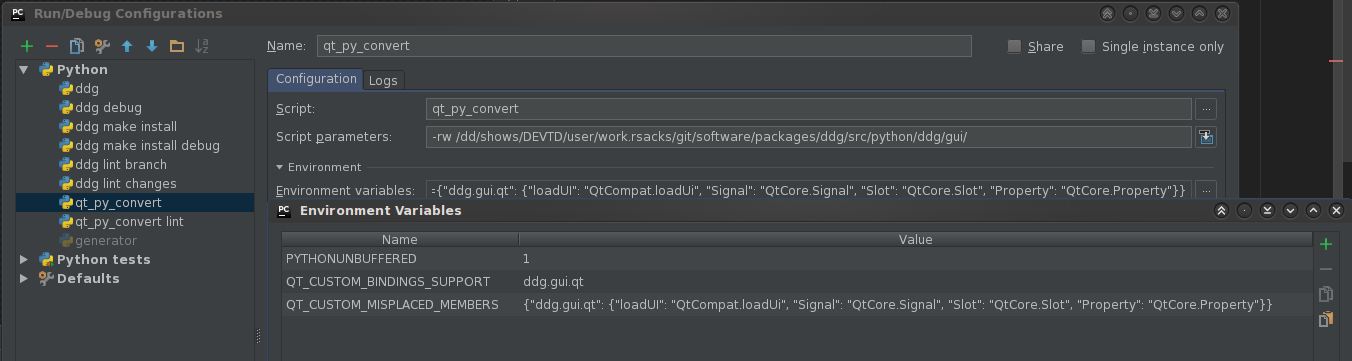 PC Run/Debug Configurations
Name: qt_py_convert Share Single instance only
Python
ddg
ddg debug
ddg make install
ddg make install debug
ddg lint branch
ddg lint changes
qt_py_convert
qt_py_convert lint
generator
Python tests
Defaults
Configuration Logs
Script: qt_py_convert ...
Script parameters: -rw /dd/shows/DEVTD/user/work.rsacks/git/software/packages/ddg/src/python/ddg/gui/
Environment
Environment variables: ={"ddg.gui.qt": {"loadUI": "QtCompat.loadUi", "Signal": "QtCore.Signal", "Slot": "QtCore.Slot", "Property": "QtCore.Property"}} ...
PC Environment Variables
Name Value
PYTHONUNBUFFERED 1
QT_CUSTOM_BINDINGS_SUPPORT ddg.gui.qt
QT_CUSTOM_MISPLACED_MEMBERS {"ddg.gui.qt": {"loadUI": "QtCompat.loadUi", "Signal": "QtCore.Signal", "Slot": "QtCore.Slot", "Property": "QtCore.Property"}}